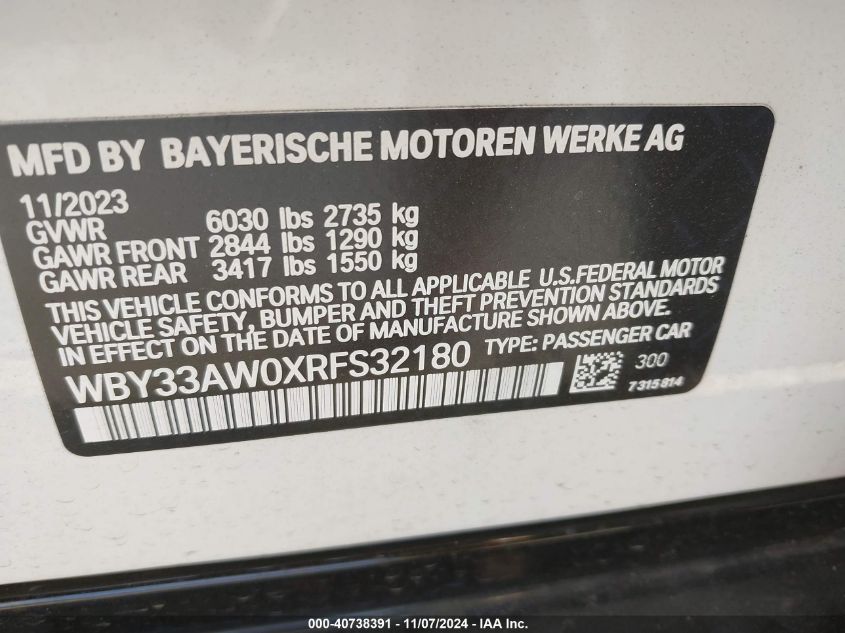 MFD BY BAYERISCHE MOTOREN WERKE AG
11/2023
GVWR 6030 lbs 2735 kg
GAWR FRONT 2844 lbs 1290 kg
GAWR REAR 3417 lbs 1550 kg
THIS VEHICLE CONFORMS TO ALL APPLICABLE U.S.FEDERAL MOTOR
VEHICLE SAFETY, BUMPER AND THEFT PREVENTION STANDARDS
IN EFFECT ON THE DATE OF MANUFACTURE SHOWN ABOVE.
WBY33AW0XRFS32180 TYPE: PASSENGER CAR
300
7315814
000-40738391 - 11/07/2024 - IAA Inc.